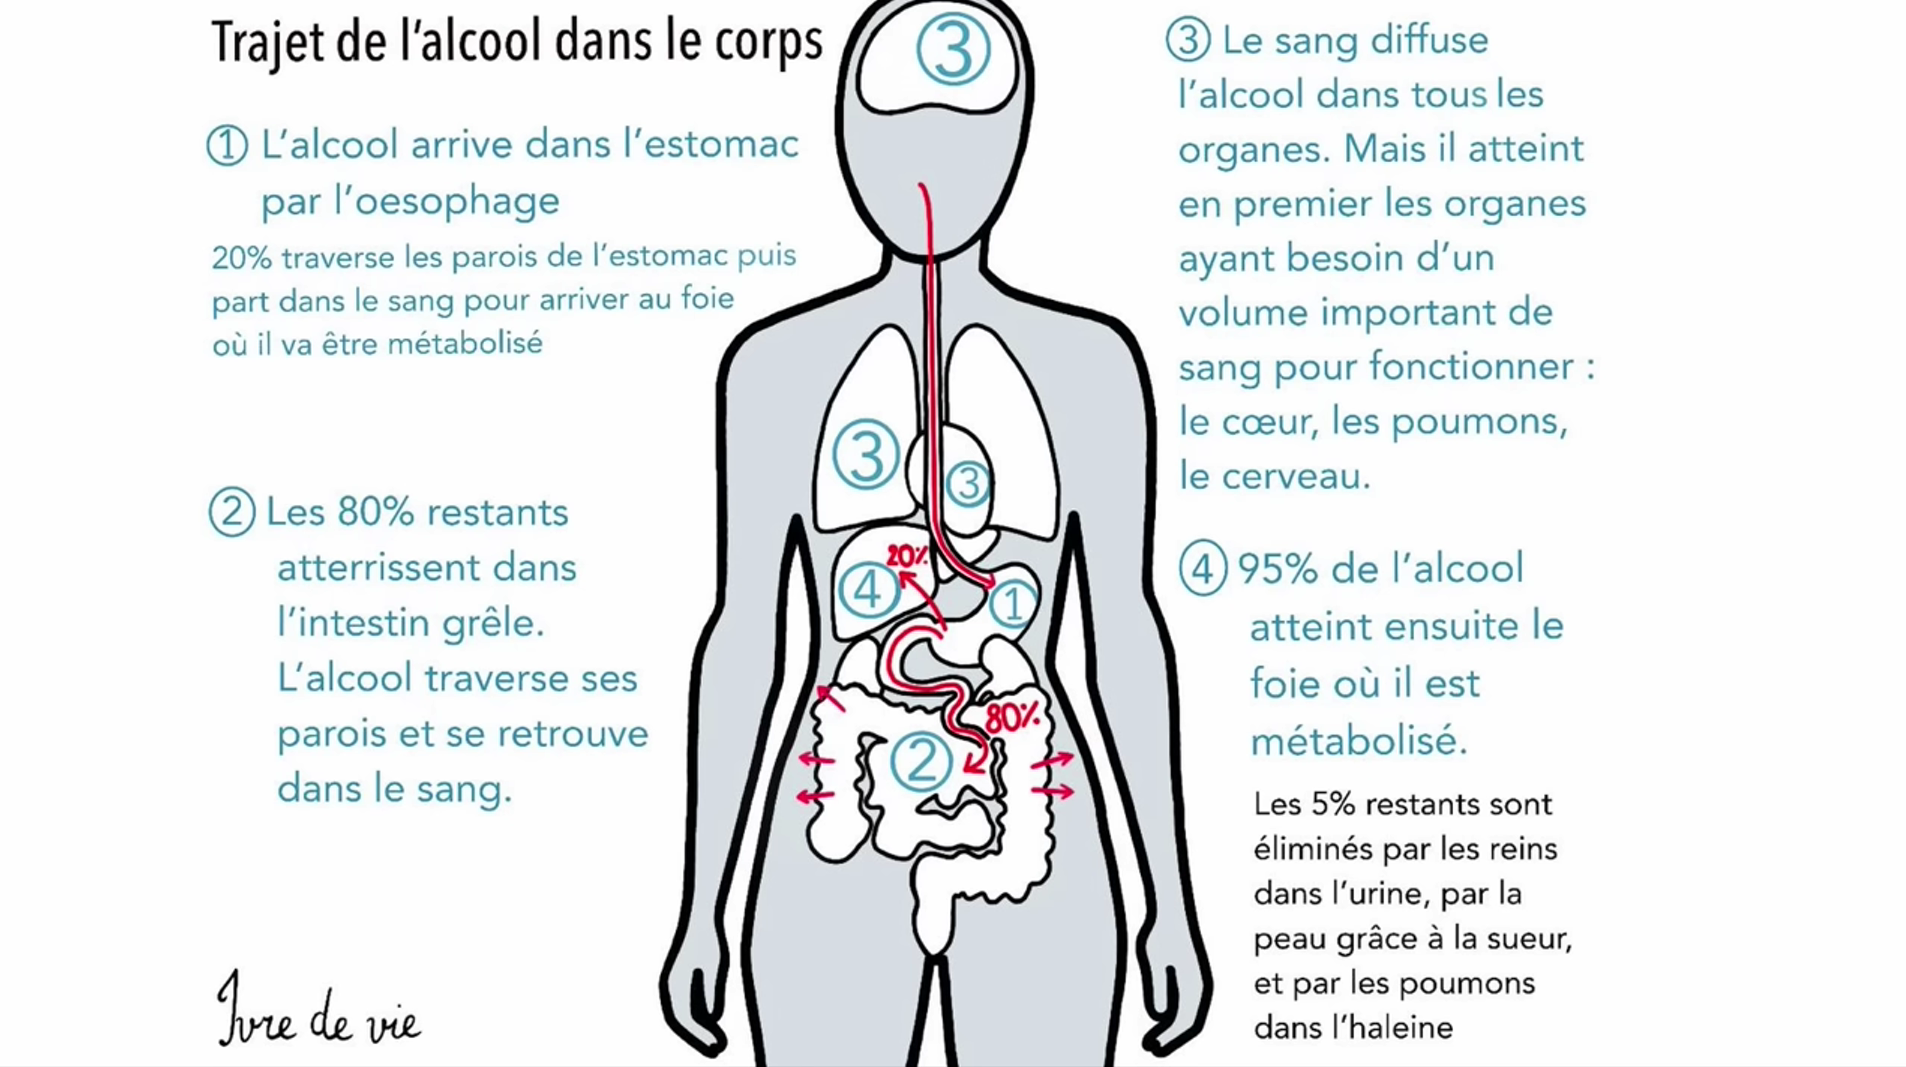 Trajet de l'alcool dans le corps
① L'alcool arrive dans l'estomac
par l'oesophage
20% traverse les parois de l'estomac puis
part dans le sang pour arriver au foie
où il va être métabolisé
② Les 80% restants
atterrissent dans
l'intestin grêle.
L'alcool traverse ses
parois et se retrouve
dans le sang.
Ivre de vie
3
3
3
20%
4
1
80%
2
③ Le sang diffuse
l'alcool dans tous les
organes. Mais il atteint
en premier les organes
ayant besoin d'un
volume important de
sang pour fonctionner :
le cœur, les poumons,
le cerveau.
④ 95% de l'alcool
atteint ensuite le
foie où il est
métabolisé.
Les 5% restants sont
éliminés par les reins
dans l'urine, par la
peau grâce à la sueur,
et par les poumons
dans l'haleine